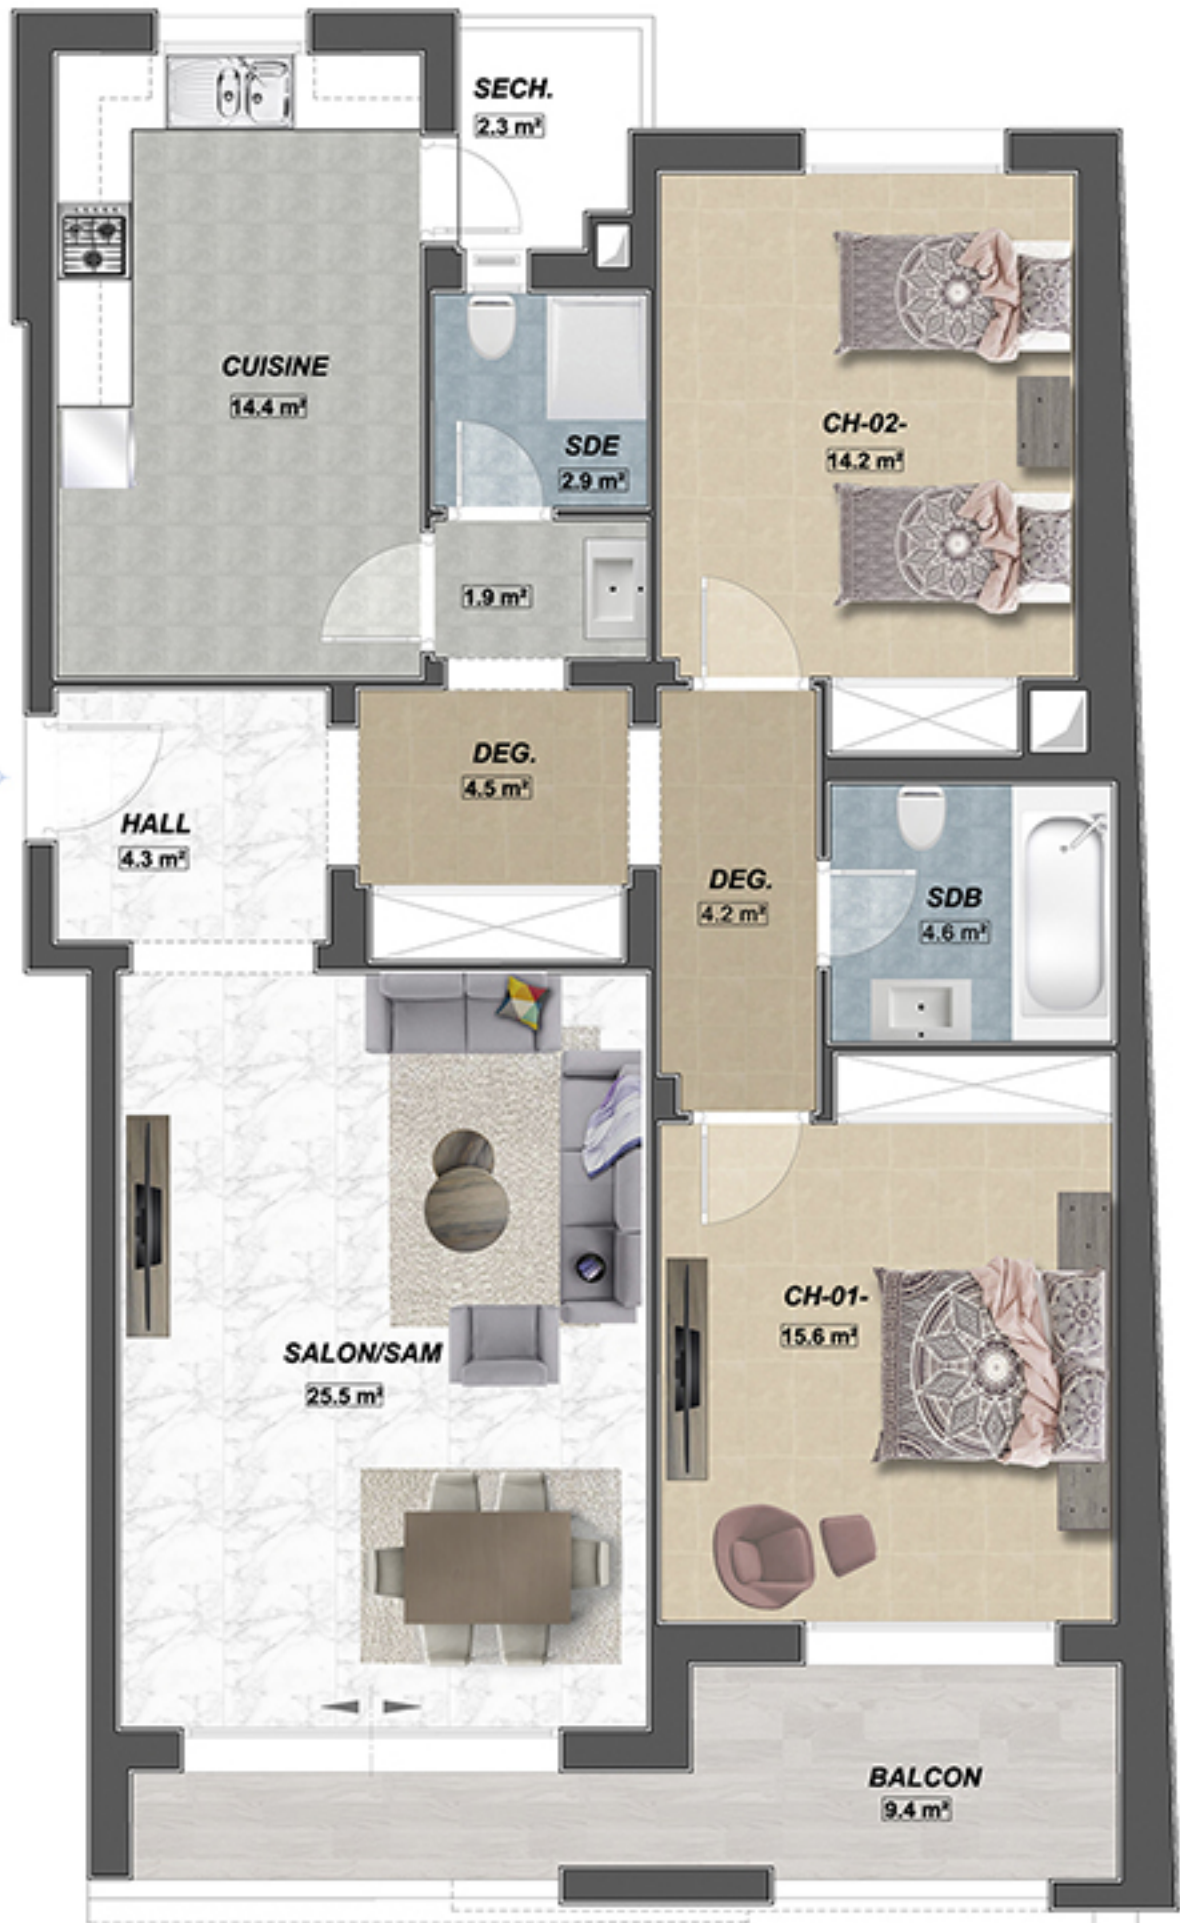 SECH.
2.3 m²
CUISINE
14.4 m²
SDE
2.9 m²
CH-02-
14.2 m²
1.9 m²
DEG.
4.5 m²
HALL
4.3 m²
DEG.
4.2 m²
SDB
4.6 m²
CH-01-
15.6 m²
SALON/SAM
25.5 m²
BALCON
9.4 m²